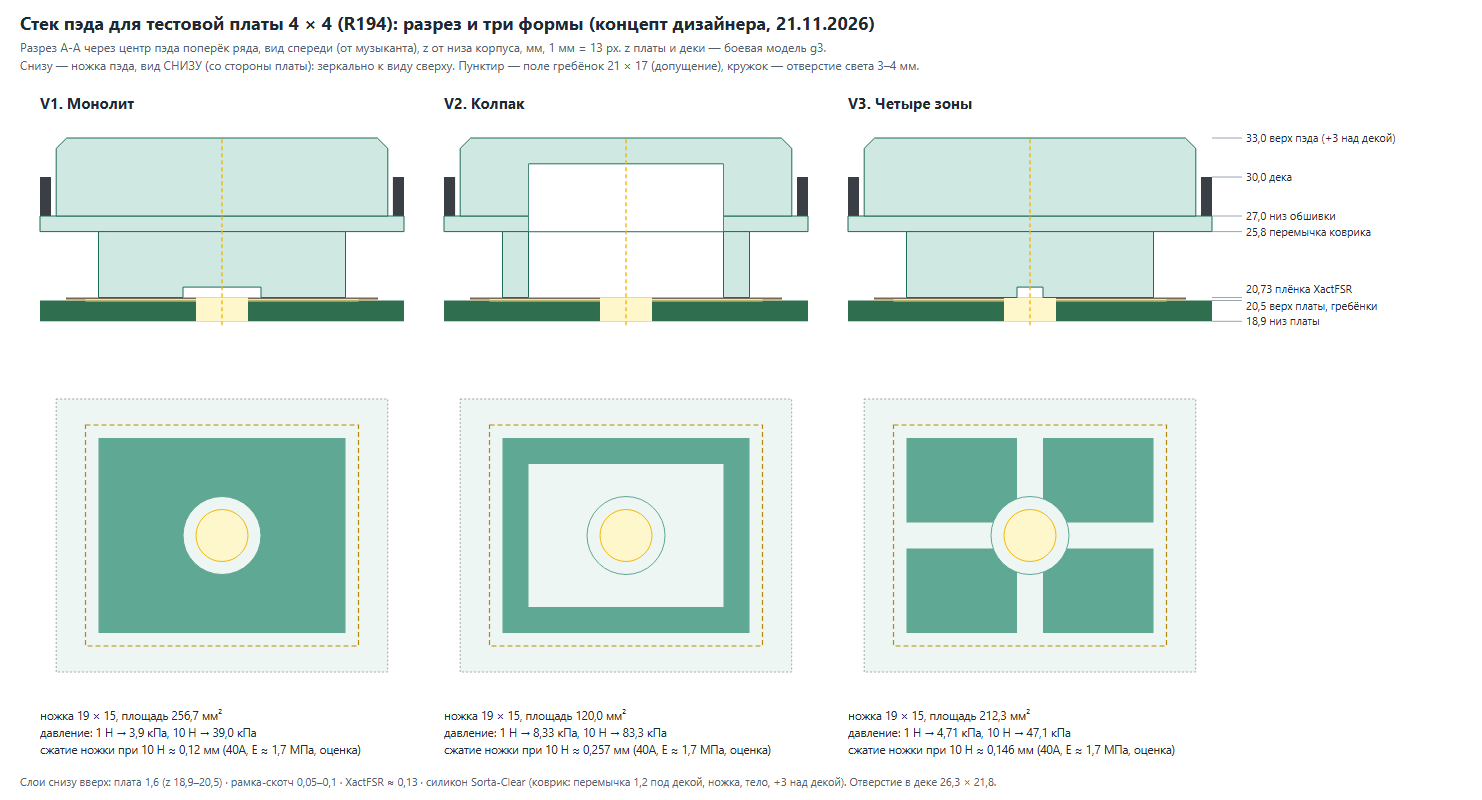 Стек пэда для тестовой платы 4 × 4 (R194): разрез и три формы (концепт дизайнера, 21.11.2026)
Разрез A-A через центр пэда поперёк ряда, вид спереди (от музыканта), z от низа корпуса, мм, 1 мм = 13 px. z платы и деки — боевая модель g3.
Снизу — ножка пэда, вид СНИЗУ (со стороны платы): зеркально к виду сверху. Пунктир — поле гребёнок 21 × 17 (допущение), кружок — отверстие света 3–4 мм.
V1. Монолит
V2. Колпак
V3. Четыре зоны
33,0 верх пэда (+3 над декой)
30,0 дека
27,0 низ обшивки
25,8 перемычка коврика
20,73 плёнка XactFSR
20,5 верх платы, гребёнки
18,9 низ платы
ножка 19 × 15, площадь 256,7 мм²
давление: 1 Н → 3,9 кПа, 10 Н → 39,0 кПа
сжатие ножки при 10 Н ≈ 0,12 мм (40A, E ≈ 1,7 МПа, оценка)
ножка 19 × 15, площадь 120,0 мм²
давление: 1 Н → 8,33 кПа, 10 Н → 83,3 кПа
сжатие ножки при 10 Н ≈ 0,257 мм (40A, E ≈ 1,7 МПа, оценка)
ножка 19 × 15, площадь 212,3 мм²
давление: 1 Н → 4,71 кПа, 10 Н → 47,1 кПа
сжатие ножки при 10 Н ≈ 0,146 мм (40A, E ≈ 1,7 МПа, оценка)
Слои снизу вверх: плата 1,6 (z 18,9–20,5) · рамка-скотч 0,05–0,1 · XactFSR ≈ 0,13 · силикон Sorta-Clear (коврик: перемычка 1,2 под декой, ножка, тело, +3 над декой). Отверстие в деке 26,3 × 21,8.